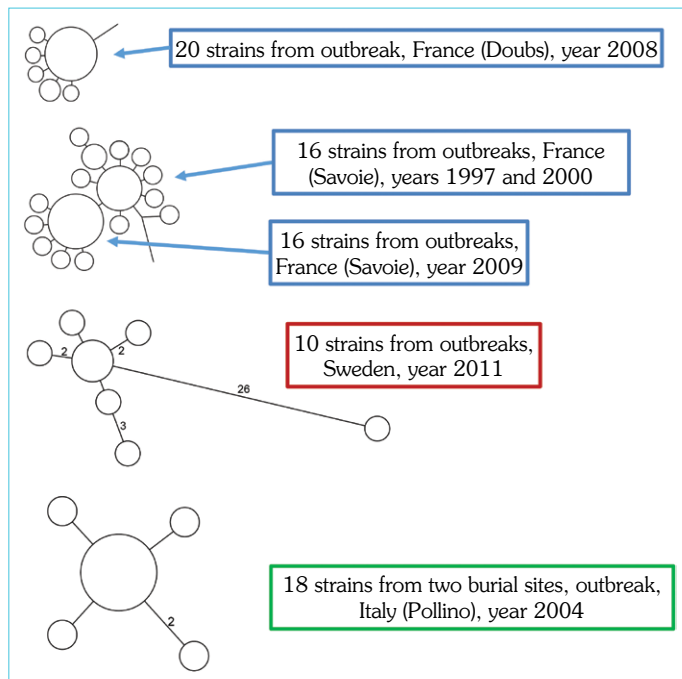 20 strains from outbreak, France (Doubs), year 2008
16 strains from outbreaks, France
(Savoie), years 1997 and 2000
16 strains from outbreaks,
France (Savoie), year 2009
2
2
10 strains from outbreaks,
Sweden, year 2011
26
3
18 strains from two burial sites, outbreak,
Italy (Pollino), year 2004
2